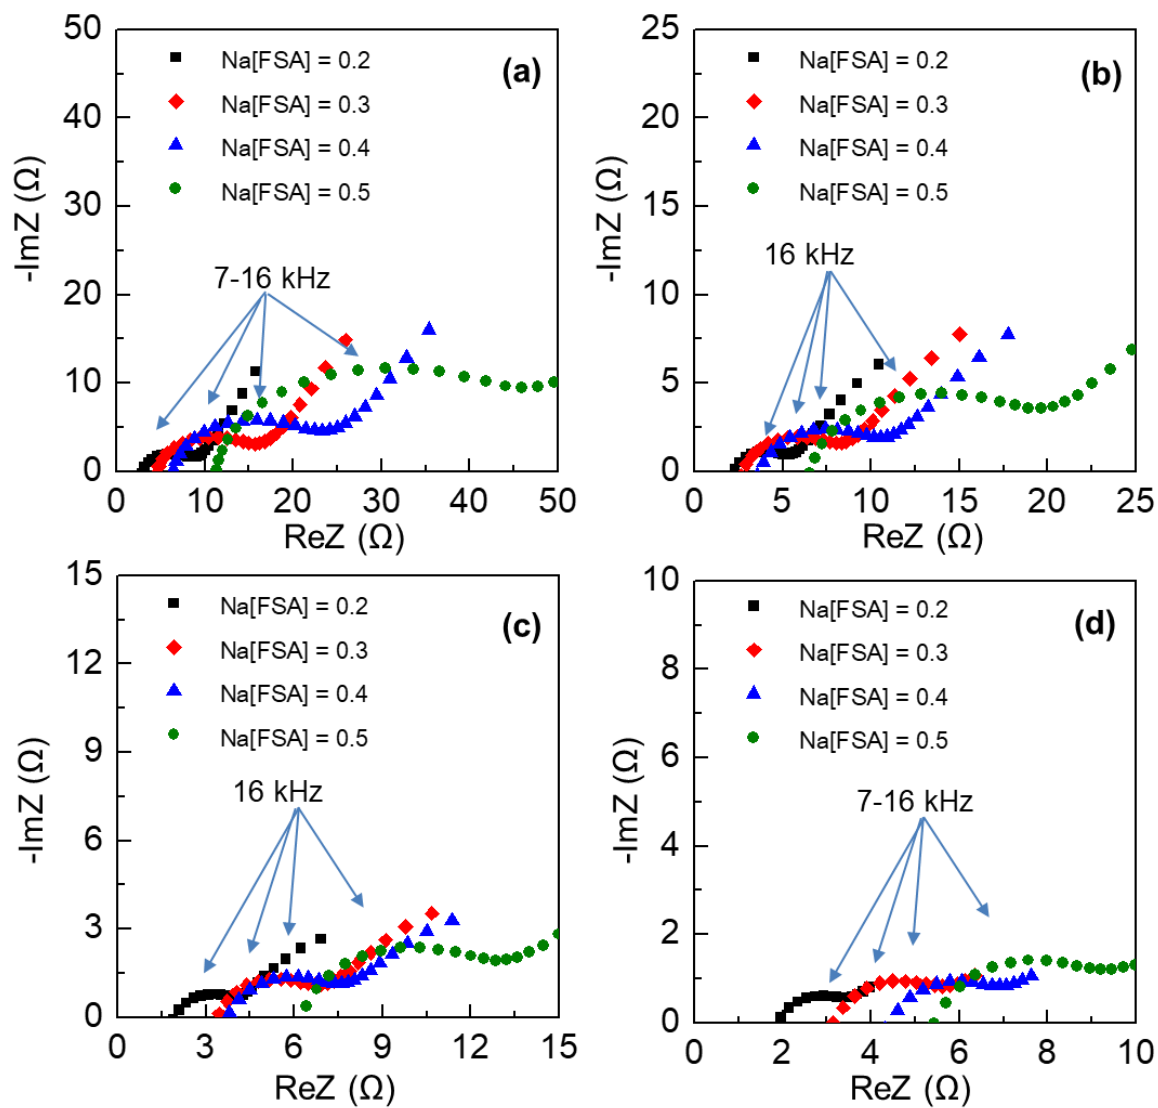 50
40
30
20
10
0
-ImZ (Ω)
Na[FSA] = 0.2
Na[FSA] = 0.3
Na[FSA] = 0.4
Na[FSA] = 0.5
(a)
7-16 kHz
0 10 20 30 40 50
ReZ (Ω)
25
20
15
10
5
0
-ImZ (Ω)
Na[FSA] = 0.2
Na[FSA] = 0.3
Na[FSA] = 0.4
Na[FSA] = 0.5
(b)
16 kHz
0 5 10 15 20 25
ReZ (Ω)
15
12
9
6
3
0
-ImZ (Ω)
Na[FSA] = 0.2
Na[FSA] = 0.3
Na[FSA] = 0.4
Na[FSA] = 0.5
(c)
16 kHz
0 3 6 9 12 15
ReZ (Ω)
10
8
6
4
2
0
-ImZ (Ω)
Na[FSA] = 0.2
Na[FSA] = 0.3
Na[FSA] = 0.4
Na[FSA] = 0.5
(d)
7-16 kHz
0 2 4 6 8 10
ReZ (Ω)